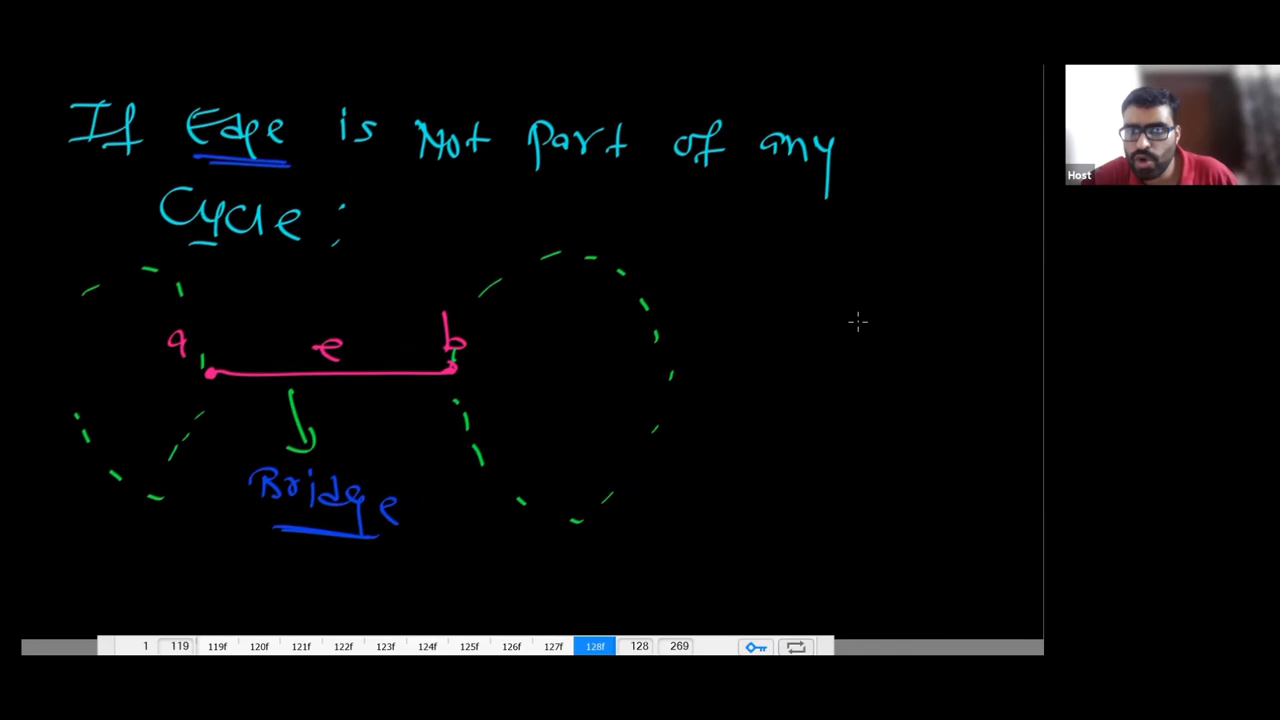 If Edge is Not part of any
Cycle :
a e b
Bridge
Host
1 119 119f 120f 121f 122f 123f 124f 125f 126f 127f 128f 128 269